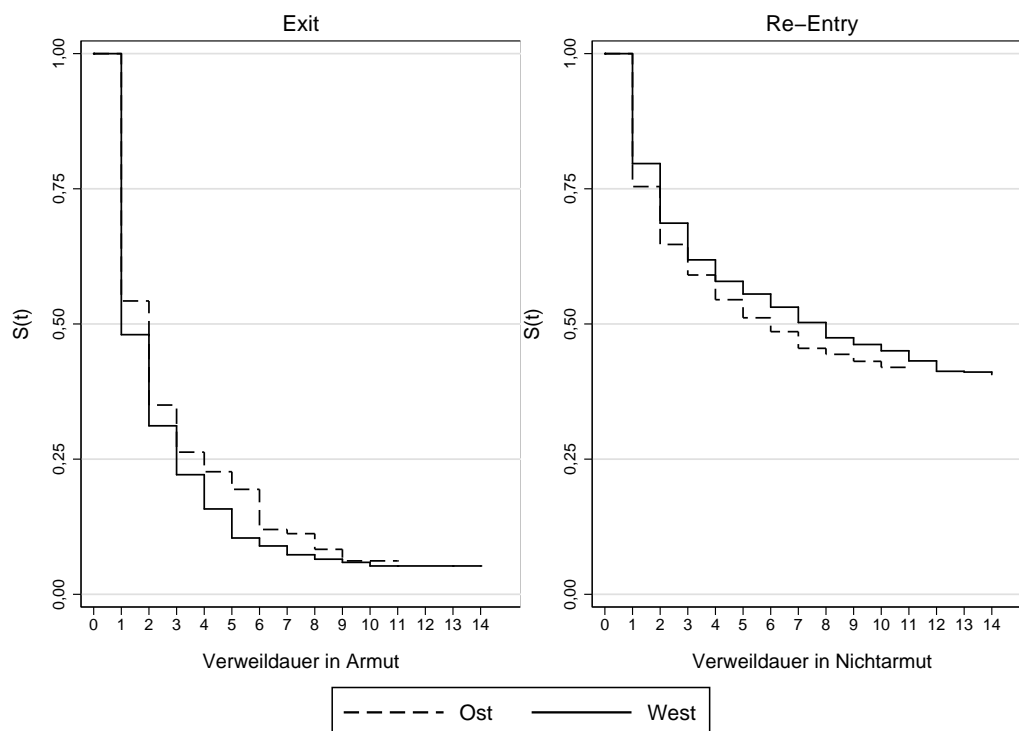 Exit
S(t)
1,00
0,75
0,50
0,25
0,00
0 1 2 3 4 5 6 7 8 9 10 11 12 13 14
Verweildauer in Armut
Re−Entry
S(t)
1,00
0,75
0,50
0,25
0,00
0 1 2 3 4 5 6 7 8 9 10 11 12 13 14
Verweildauer in Nichtarmut
Ost West